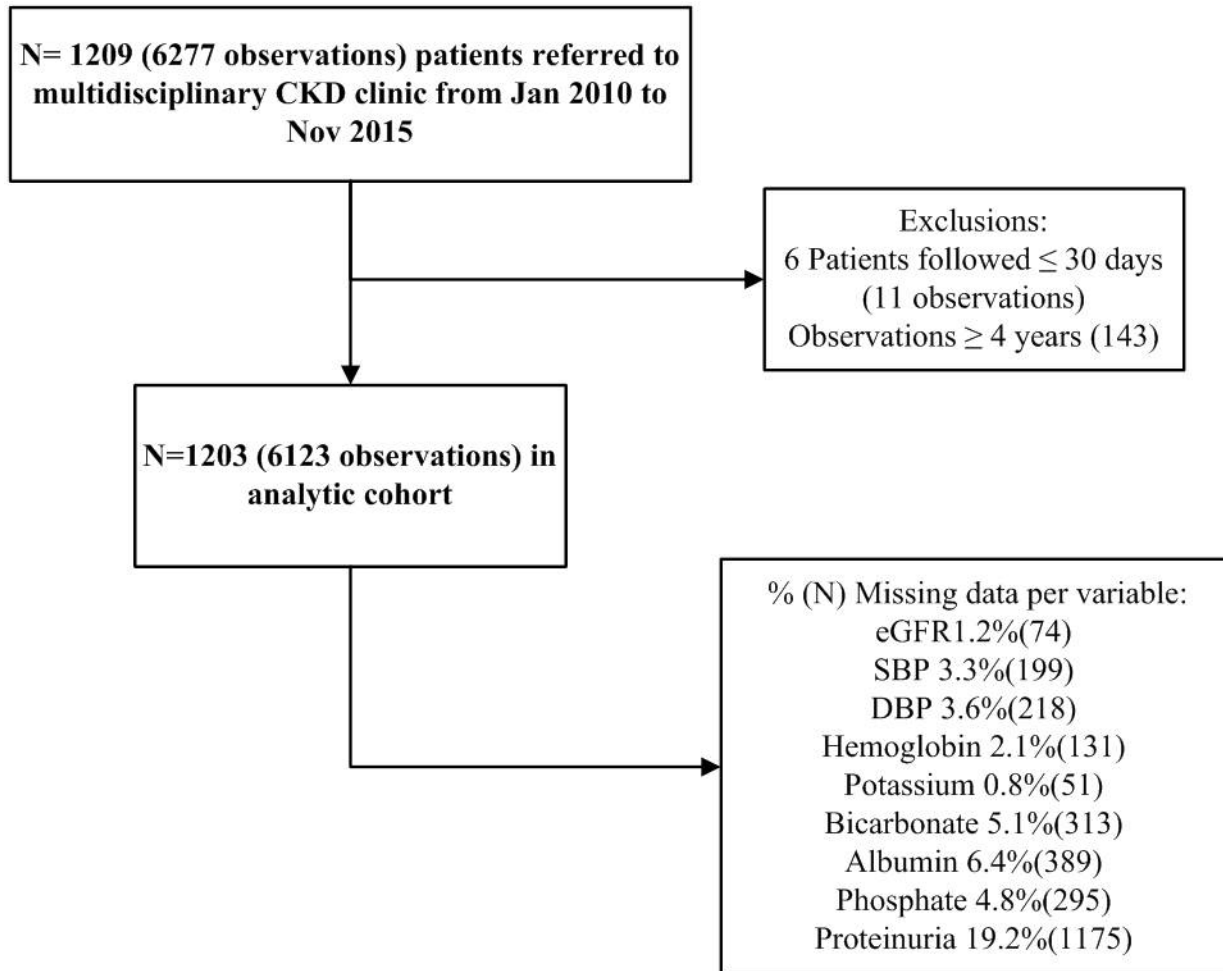 N= 1209 (6277 observations) patients referred to
multidisciplinary CKD clinic from Jan 2010 to
Nov 2015
Exclusions:
6 Patients followed ≤ 30 days
(11 observations)
Observations ≥ 4 years (143)
N=1203 (6123 observations) in
analytic cohort
% (N) Missing data per variable:
eGFR1.2%(74)
SBP 3.3%(199)
DBP 3.6%(218)
Hemoglobin 2.1%(131)
Potassium 0.8%(51)
Bicarbonate 5.1%(313)
Albumin 6.4%(389)
Phosphate 4.8%(295)
Proteinuria 19.2%(1175)